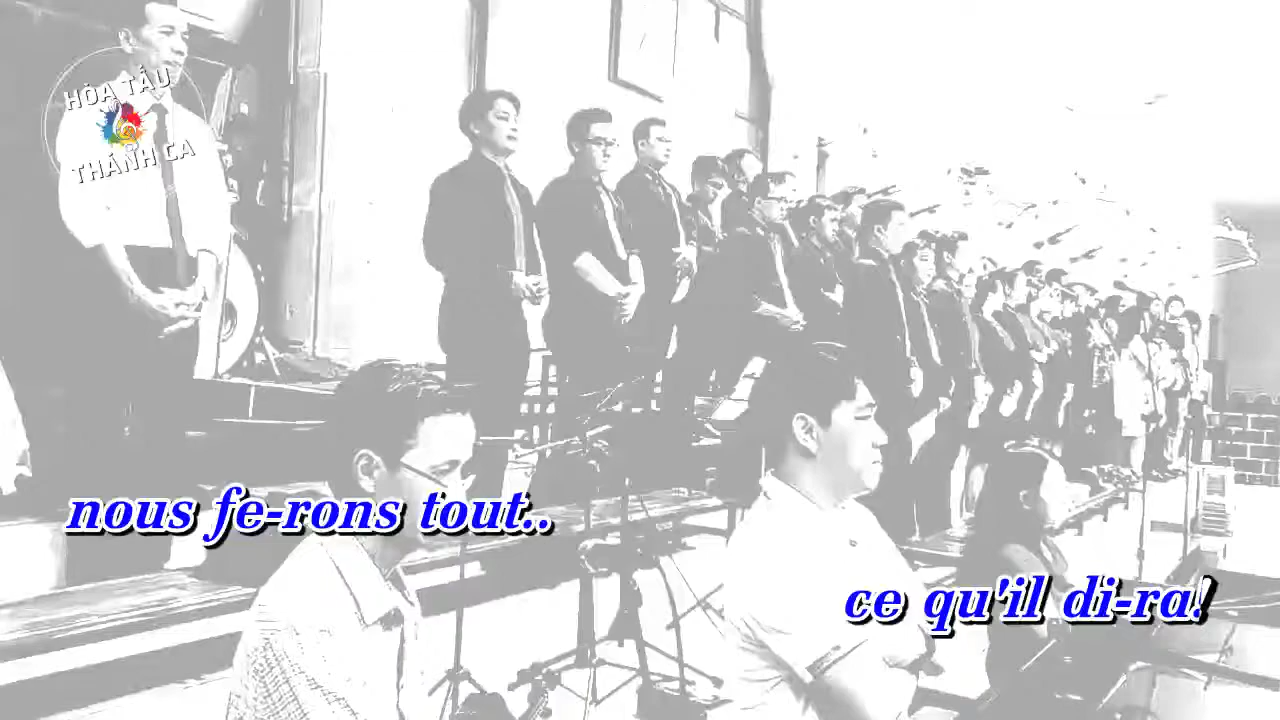 HÒA TẤU
THÁNH CA
nous fe-rons tout..
ce qu'il di-ra!